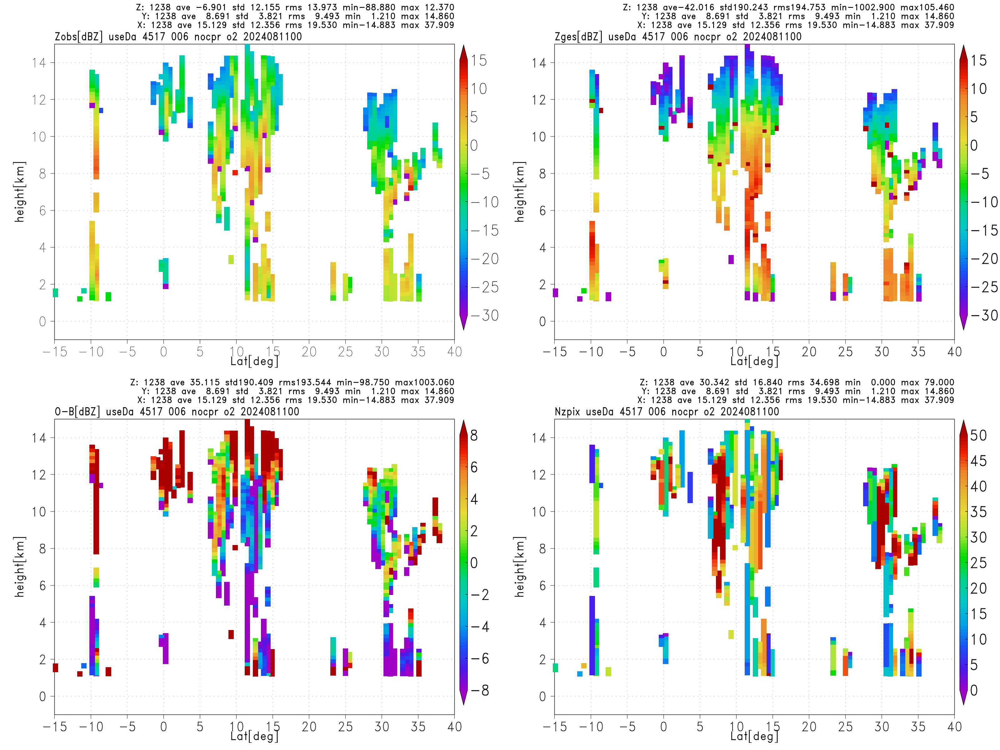 Z: 1238 ave -6.901 std 12.155 rms 13.973 min-88.880 max 12.370
Y: 1238 ave 8.691 std 3.821 rms 9.493 min 1.210 max 14.860
X: 1238 ave 15.129 std 12.356 rms 19.530 min-14.883 max 37.909
Zobs[dBZ] useDa 4517 006 nocpr o2 2024081100
14
12
10
8
6
4
2
0
height[km]
-15 -10 -5 0 5 10 15 20 25 30 35 40
Lat[deg]
15
10
5
0
-5
-10
-15
-20
-25
-30
Z: 1238 ave-42.016 std190.243 rms194.753 min-1002.900 max105.460
Y: 1238 ave 8.691 std 3.821 rms 9.493 min 1.210 max 14.860
X: 1238 ave 15.129 std 12.356 rms 19.530 min-14.883 max 37.909
Zges[dBZ] useDa 4517 006 nocpr o2 2024081100
14
12
10
8
6
4
2
0
height[km]
-15 -10 -5 0 5 10 15 20 25 30 35 40
Lat[deg]
15
10
5
0
-5
-10
-15
-20
-25
-30
Z: 1238 ave 35.115 std190.409 rms193.544 min-98.750 max1003.060
Y: 1238 ave 8.691 std 3.821 rms 9.493 min 1.210 max 14.860
X: 1238 ave 15.129 std 12.356 rms 19.530 min-14.883 max 37.909
O-B[dBZ] useDa 4517 006 nocpr o2 2024081100
14
12
10
8
6
4
2
0
height[km]
-15 -10 -5 0 5 10 15 20 25 30 35 40
Lat[deg]
8
6
4
2
0
-2
-4
-6
-8
Z: 1238 ave 30.342 std 16.840 rms 34.698 min 0.000 max 79.000
Y: 1238 ave 8.691 std 3.821 rms 9.493 min 1.210 max 14.860
X: 1238 ave 15.129 std 12.356 rms 19.530 min-14.883 max 37.909
Nzpix useDa 4517 006 nocpr o2 2024081100
14
12
10
8
6
4
2
0
height[km]
-15 -10 -5 0 5 10 15 20 25 30 35 40
Lat[deg]
50
45
40
35
30
25
20
15
10
5
0